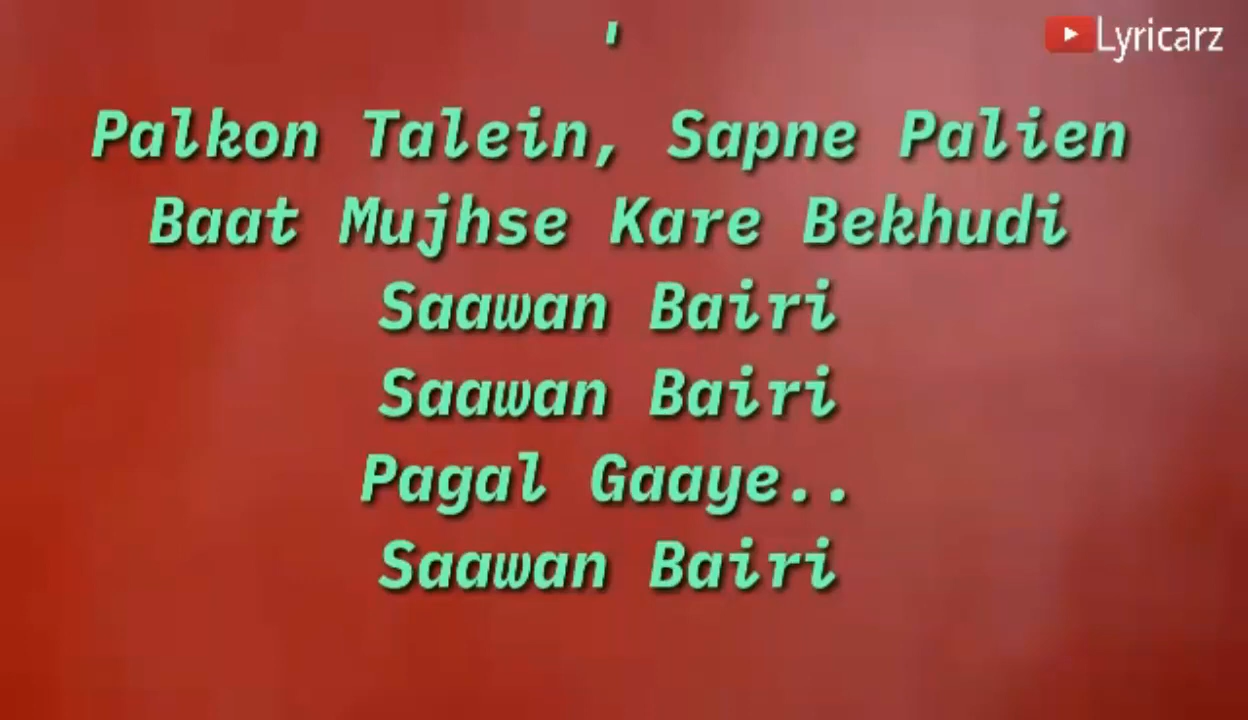 '
Lyricarz
Palkon Talein, Sapne Palien
Baat Mujhse Kare Bekhudi
Saawan Bairi
Saawan Bairi
Pagal Gaaye..
Saawan Bairi